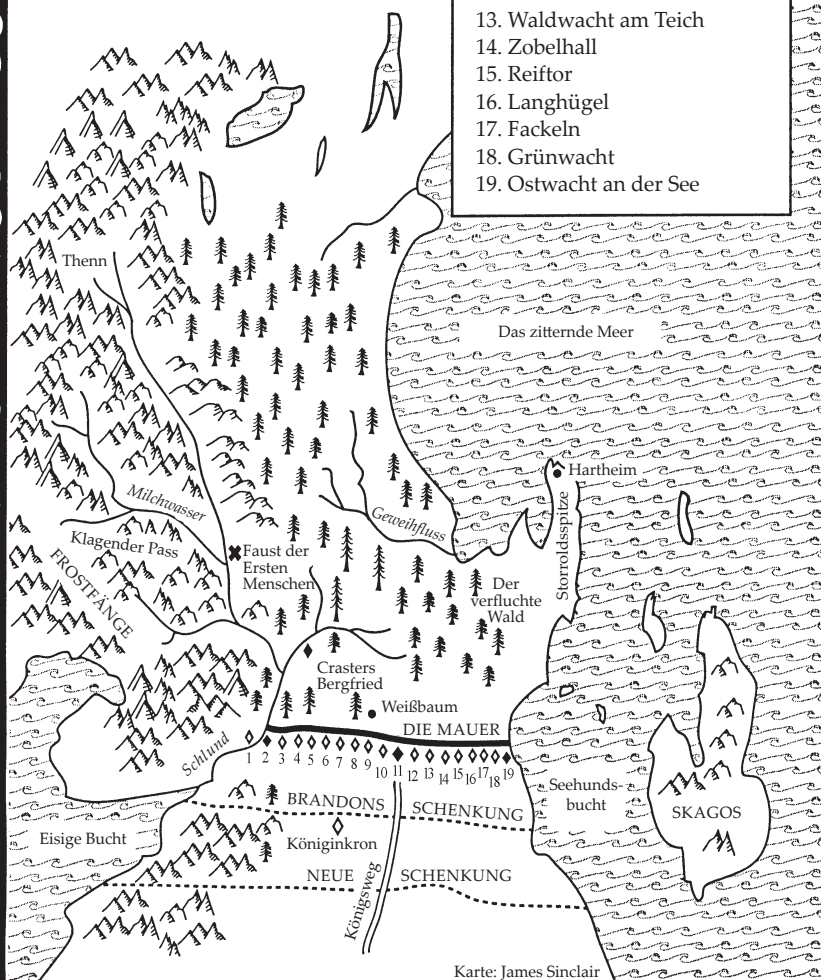 13. Waldwacht am Teich
14. Zobelhall
15. Reiftor
16. Langhügel
17. Fackeln
18. Grünwacht
19. Ostwacht an der See
Thenn
Das zitternde Meer
Hartheim
Storroldsspitze
Milchwasser
Geweihfluss
Klagender Pass
FROSTFÄNGE
Faust der
Ersten
Menschen
Der
verfluchte
Wald
Crasters
Bergfried
Weißbaum
DIE MAUER
Schlund
1 2 3 4 5 6 7 8 9 10 11 12 13 14 15 16 17 18 19
Seehunds-
bucht
SKAGOS
BRANDONS SCHENKUNG
Eisige Bucht
Königinkron
NEUE SCHENKUNG
Königsweg
Karte: James Sinclair